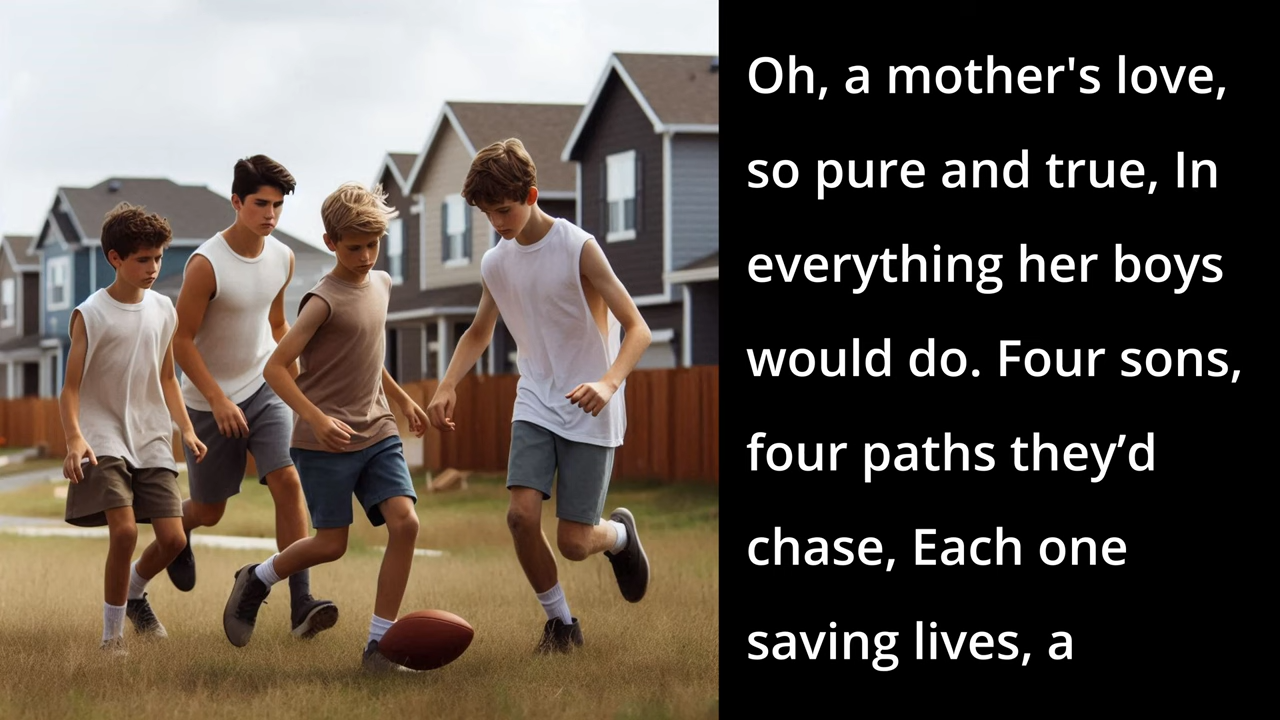 Oh, a mother's love,
so pure and true, In
everything her boys
would do. Four sons,
four paths they’d
chase, Each one
saving lives, a